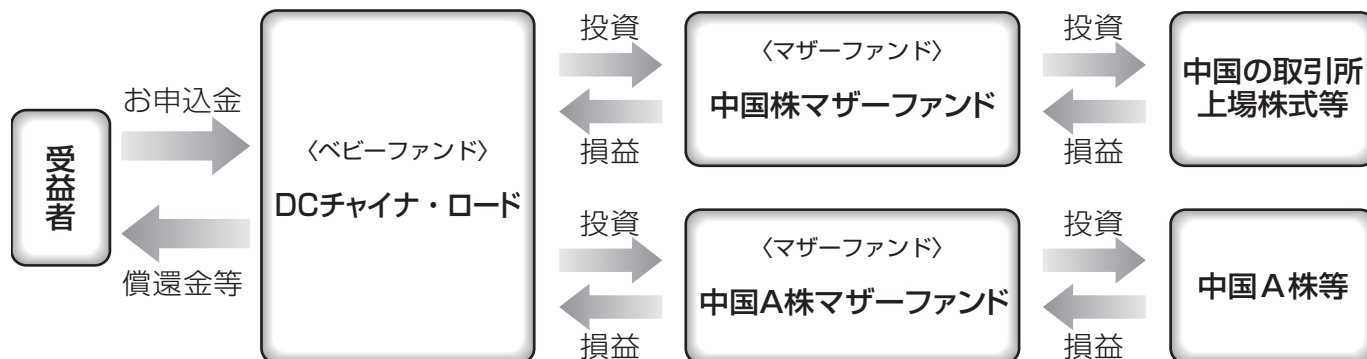 受益者
お申込金
償還金等
〈ベビーファンド〉
DCチャイナ・ロード
投資
損益
〈マザーファンド〉
中国株マザーファンド
投資
損益
中国の取引所
上場株式等
投資
損益
〈マザーファンド〉
中国A株マザーファンド
投資
損益
中国A株等